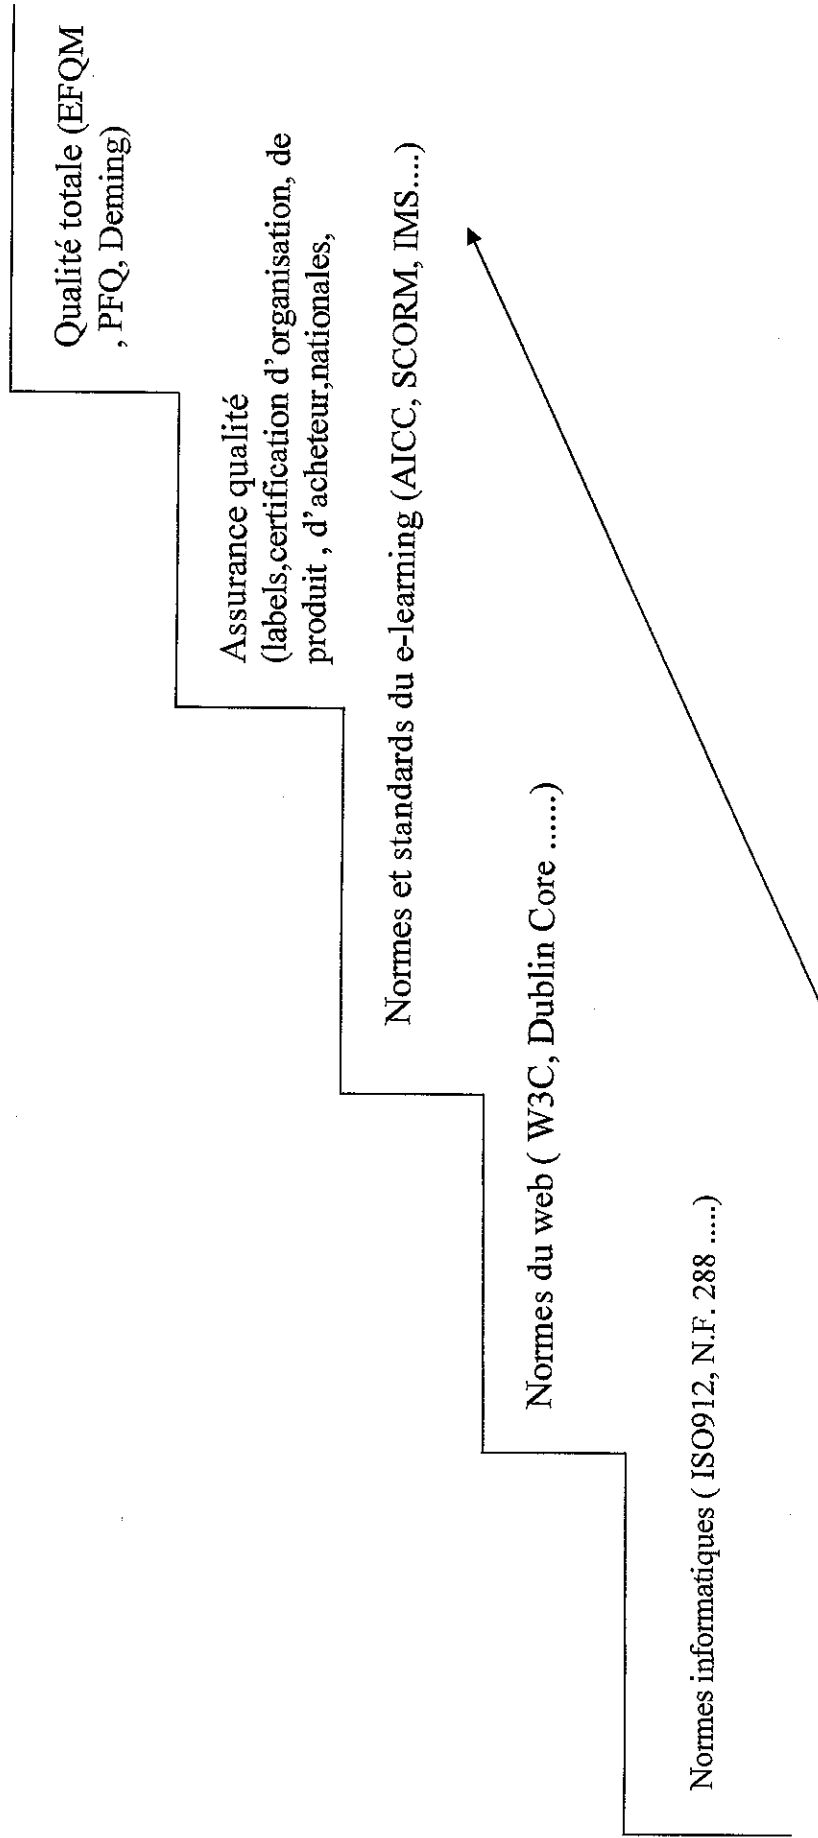 Qualité totale (EFQM
, PFQ, Deming)
Assurance qualité
(labels,certification d'organisation, de
produit , d'acheteur,nationales,
Normes et standards du e-learning (AICC, SCORM, IMS....)
Normes du web ( W3C, Dublin Core ......)
Normes informatiques ( ISO912, N.F. 288 .....)